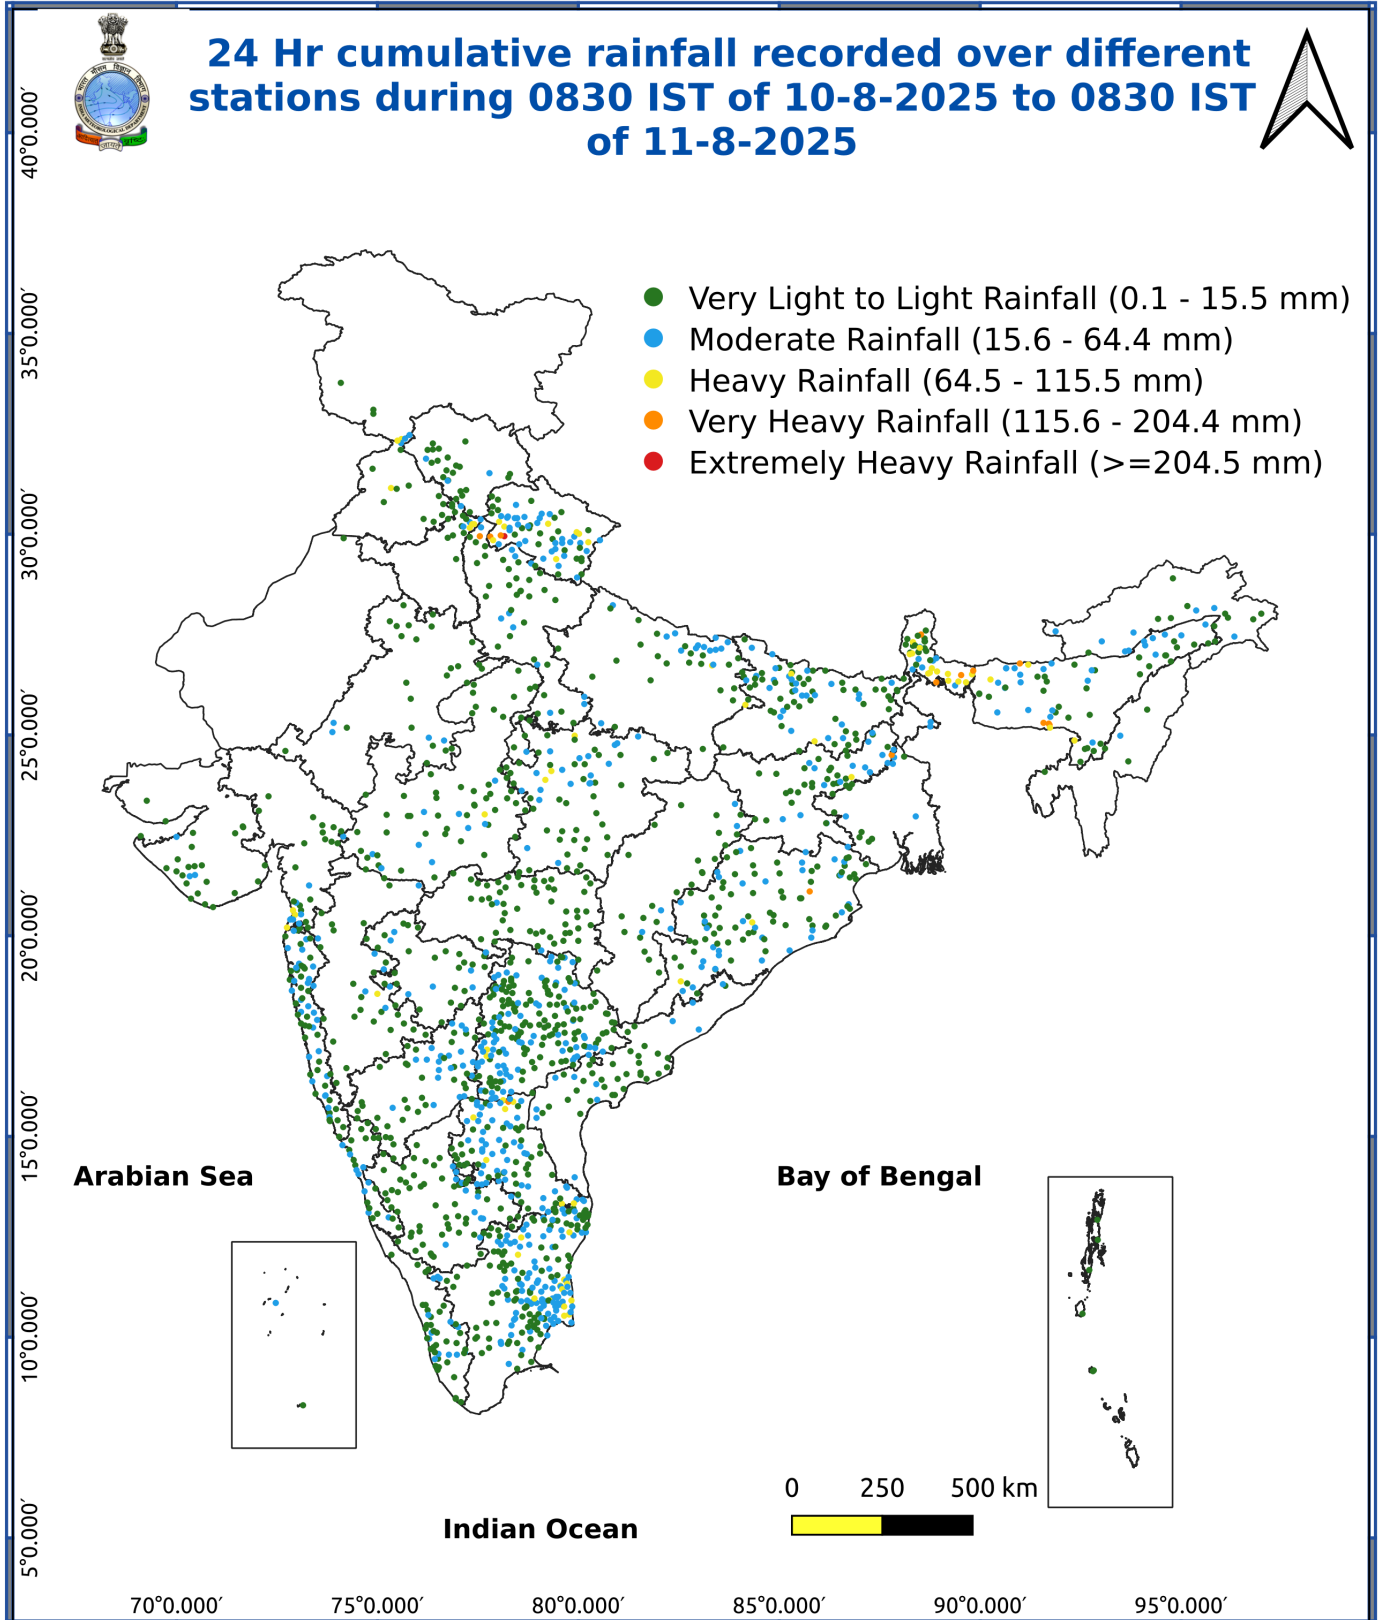 24 Hr cumulative rainfall recorded over different
stations during 0830 IST of 10-8-2025 to 0830 IST
of 11-8-2025
Very Light to Light Rainfall (0.1 - 15.5 mm)
Moderate Rainfall (15.6 - 64.4 mm)
Heavy Rainfall (64.5 - 115.5 mm)
Very Heavy Rainfall (115.6 - 204.4 mm)
Extremely Heavy Rainfall (>=204.5 mm)
40°0.000′
35°0.000′
30°0.000′
25°0.000′
20°0.000′
15°0.000′
10°0.000′
5°0.000′
Arabian Sea
Bay of Bengal
Indian Ocean
0 250 500 km
70°0.000′ 75°0.000′ 80°0.000′ 85°0.000′ 90°0.000′ 95°0.000′